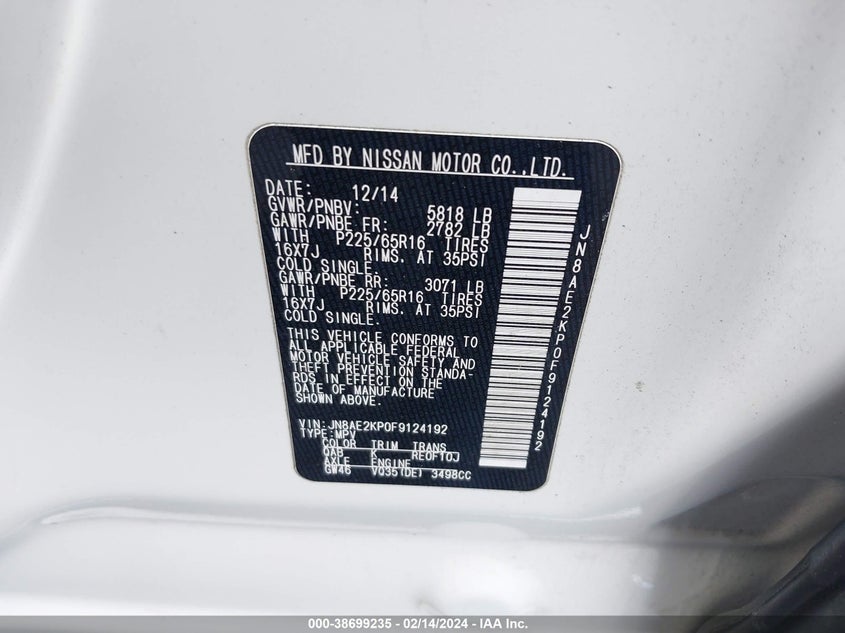 MFD BY NISSAN MOTOR CO.,LTD.
DATE: 12/14
GVWR/PNBV: 5818 LB
GAWR/PNBE FR: 2782 LB
WITH P225/65R16 TIRES
16X7J RIMS. AT 35PSI
COLD SINGLE.
GAWR/PNBE RR: 3071 LB
WITH P225/65R16 TIRES
16X7J RIMS. AT 35PSI
COLD SINGLE.
THIS VEHICLE CONFORMS TO
ALL APPLICABLE FEDERAL
MOTOR VEHICLE SAFETY AND
THEFT PREVENTION STANDA-
RDS IN EFFECT ON THE
DATE OF MANUFACTURE
SHOWN ABOVE.
VIN:JN8AE2KP0F9124192
TYPE:MPV
COLOR TRIM TRANS
QAB K RE0F10J
AXLE ENGINE
GW46 VQ35(DE) 3498CC
JN8AE2KP0F9124192
000-38699235 - 02/14/2024 - IAA Inc.